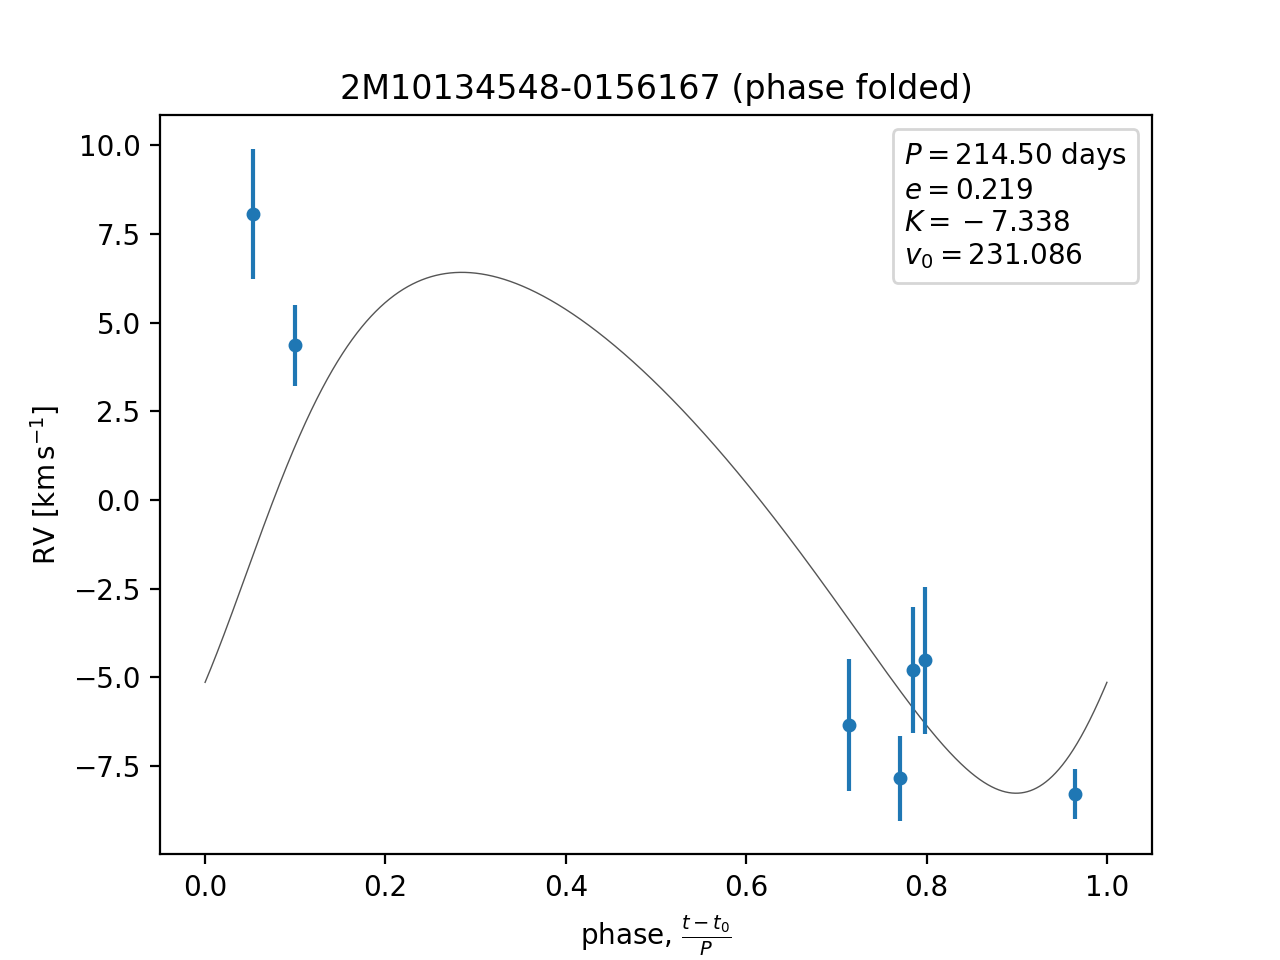 2M10134548-0156167 (phase folded)
P = 214.50 days
e = 0.219
K = −7.338
v₀ = 231.086
10.0
7.5
5.0
2.5
0.0
−2.5
−5.0
−7.5
RV [km s⁻¹]
0.0 0.2 0.4 0.6 0.8 1.0
phase, (t − t₀)/P